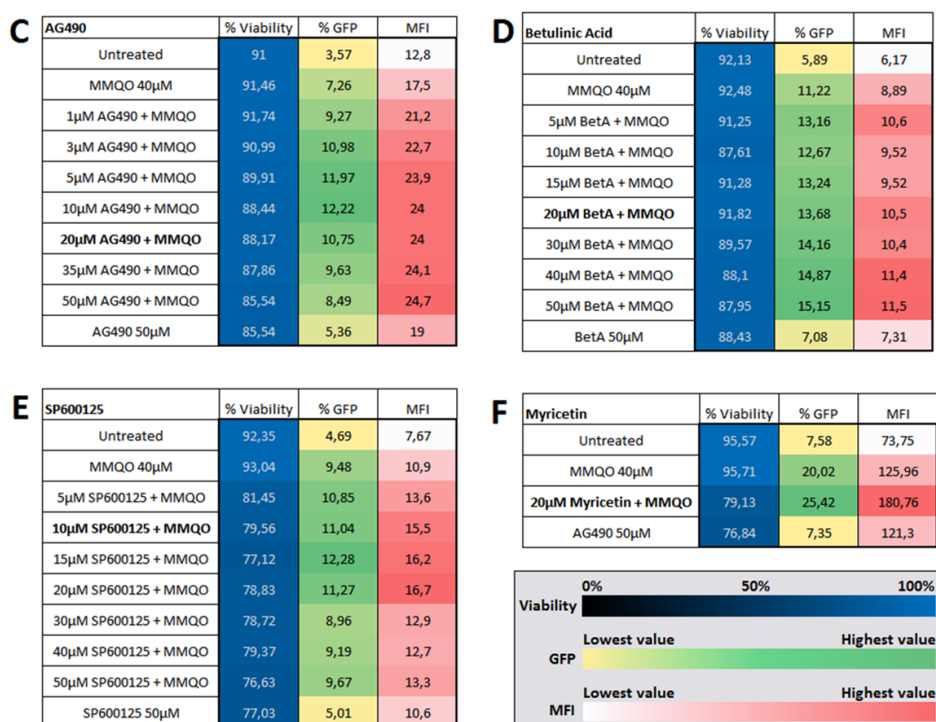 C
AG490 % Viability % GFP MFI
Untreated 91 3,57 12,8
MMQO 40µM 91,46 7,26 17,5
1µM AG490 + MMQO 91,74 9,27 21,2
3µM AG490 + MMQO 90,99 10,98 22,7
5µM AG490 + MMQO 89,91 11,97 23,9
10µM AG490 + MMQO 88,44 12,22 24
20µM AG490 + MMQO 88,17 10,75 24
35µM AG490 + MMQO 87,86 9,63 24,1
50µM AG490 + MMQO 85,54 8,49 24,7
AG490 50µM 85,54 5,36 19
D
Betulinic Acid % Viability % GFP MFI
Untreated 92,13 5,89 6,17
MMQO 40µM 92,48 11,22 8,89
5µM BetA + MMQO 91,25 13,16 10,6
10µM BetA + MMQO 87,61 12,67 9,52
15µM BetA + MMQO 91,28 13,24 9,52
20µM BetA + MMQO 91,82 13,68 10,5
30µM BetA + MMQO 89,57 14,16 10,4
40µM BetA + MMQO 88,1 14,87 11,4
50µM BetA + MMQO 87,95 15,15 11,5
BetA 50µM 88,43 7,08 7,31
E
SP600125 % Viability % GFP MFI
Untreated 92,35 4,69 7,67
MMQO 40µM 93,04 9,48 10,9
5µM SP600125 + MMQO 81,45 10,85 13,6
10µM SP600125 + MMQO 79,56 11,04 15,5
15µM SP600125 + MMQO 77,12 12,28 16,2
20µM SP600125 + MMQO 78,83 11,27 16,7
30µM SP600125 + MMQO 78,72 8,96 12,9
40µM SP600125 + MMQO 79,37 9,19 12,7
50µM SP600125 + MMQO 76,63 9,67 13,3
SP600125 50µM 77,03 5,01 10,6
F
Myricetin % Viability % GFP MFI
Untreated 95,57 7,58 73,75
MMQO 40µM 95,71 20,02 125,96
20µM Myricetin + MMQO 79,13 25,42 180,76
AG490 50µM 76,84 7,35 121,3
0% 50% 100%
Viability
Lowest value Highest value
GFP
Lowest value Highest value
MFI